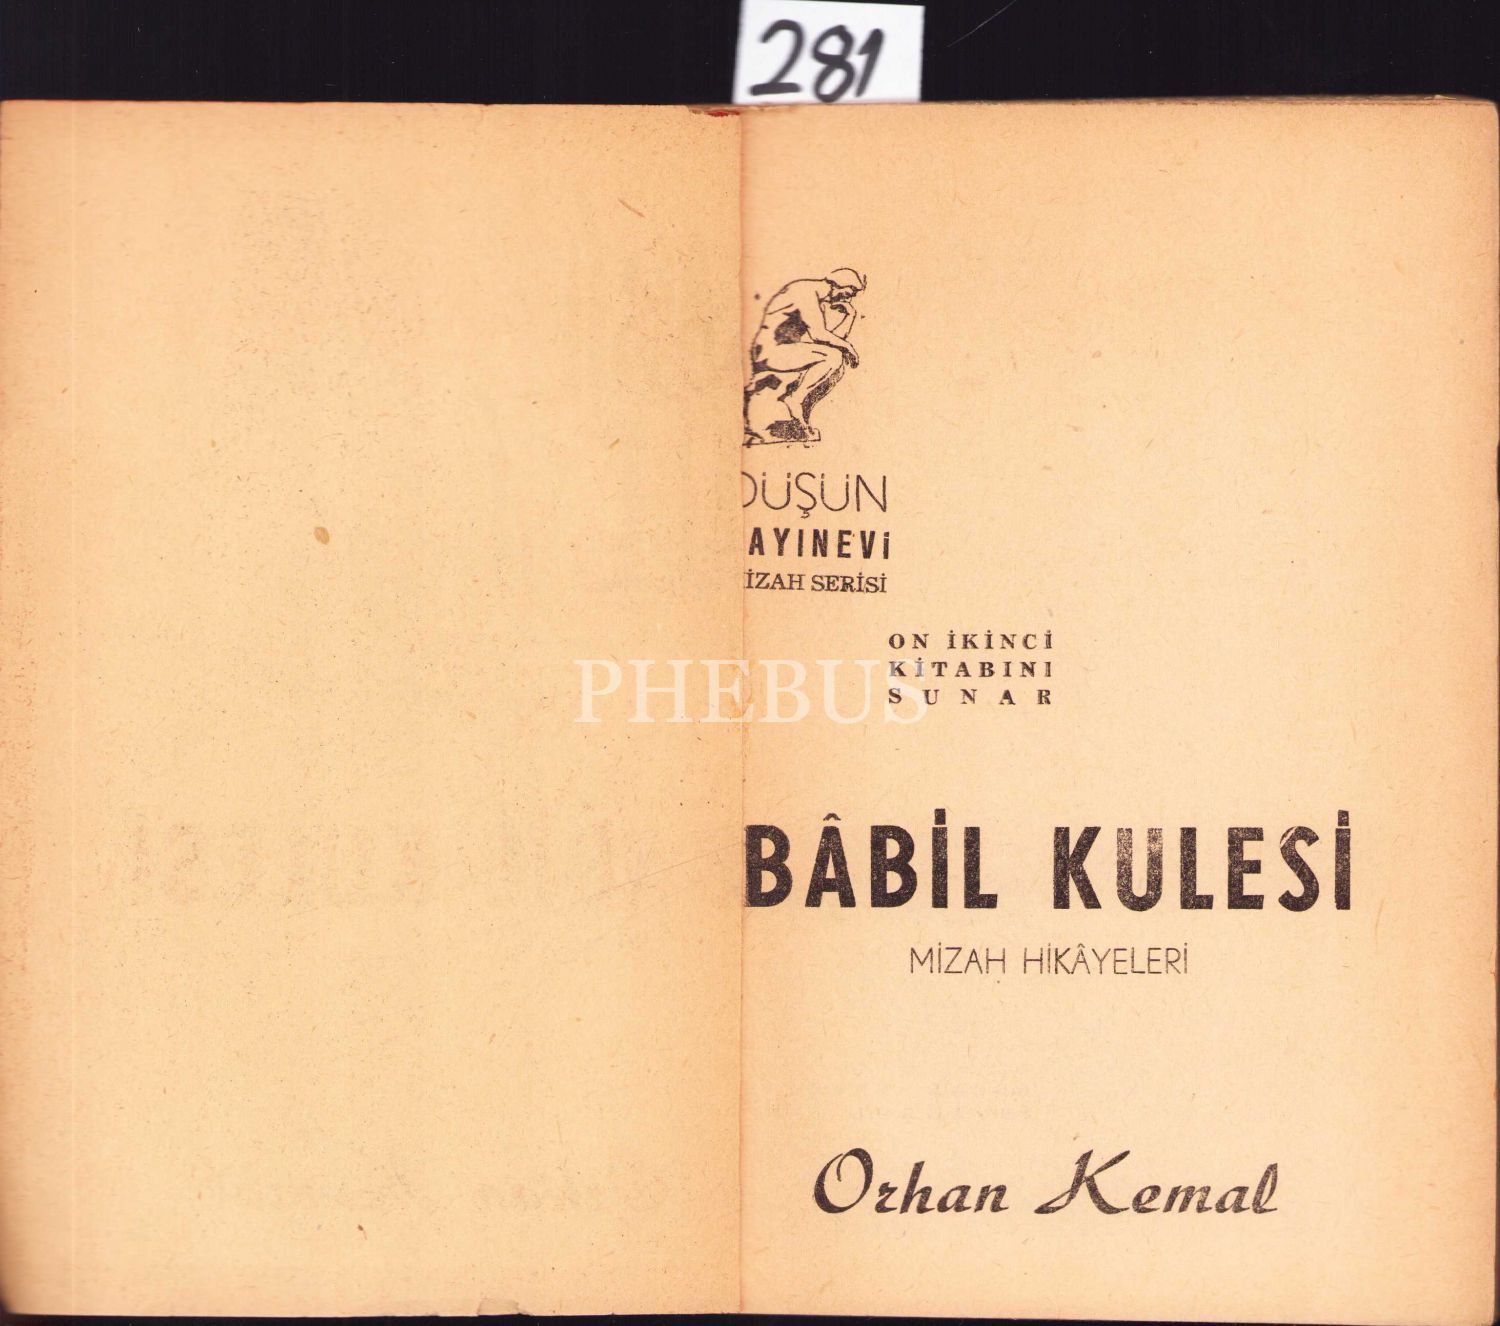 281
DÜŞÜN
AYINEVİ
İZAH SERİSİ
ON İKİNCİ
KİTABINI
SUNAR
PHEBUS
BÂBİL KULESİ
MİZAH HİKÂYELERİ
Orhan Kemal